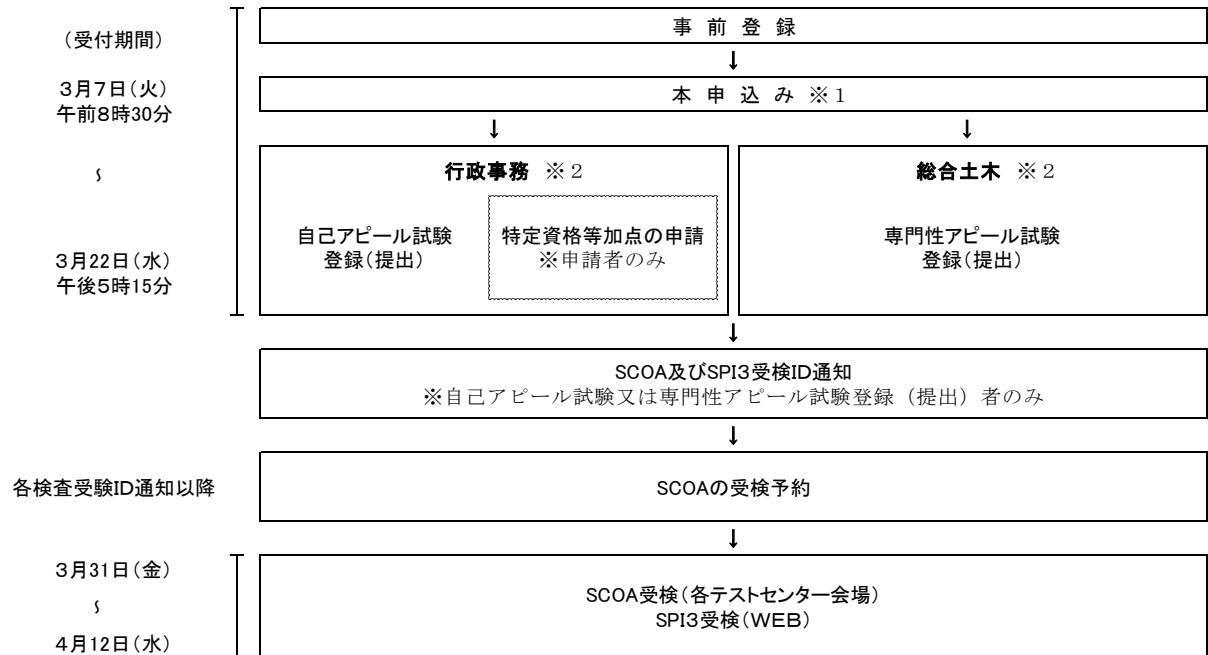 （受付期間）
事 前 登 録
↓
３月７日（火）
午前８時30分
本 申 込 み ※１
↓ ↓
～
行政事務 ※２
総合土木 ※２
自己アピール試験
登録（提出）
特定資格等加点の申請
※申請者のみ
専門性アピール試験
登録（提出）
３月22日（水）
午後５時15分
↓
SCOA及びSPI３受検ID通知
※自己アピール試験又は専門性アピール試験登録（提出）者のみ
↓
各検査受験ID通知以降
SCOAの受検予約
↓
３月31日（金）
～
４月12日（水）
SCOA受検（各テストセンター会場）
SPI3受検（ＷＥＢ）